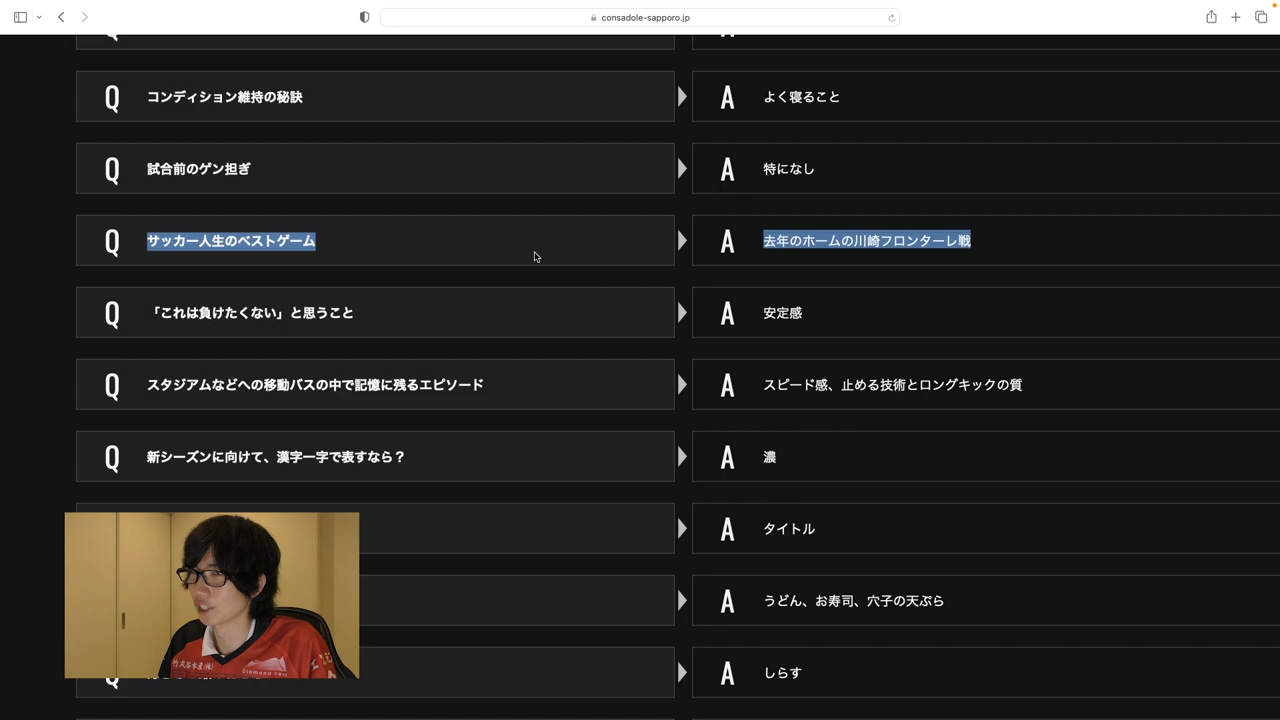 consadole-sapporo.jp
Q コンディション維持の秘訣
A よく寝ること
Q 試合前のゲン担ぎ
A 特になし
Q サッカー人生のベストゲーム
A 去年のホームの川崎フロンターレ戦
Q 「これは負けたくない」と思うこと
A 安定感
Q スタジアムなどへの移動バスの中で記憶に残るエピソード
A スピード感、止める技術とロングキックの質
Q 新シーズンに向けて、漢字一字で表すなら？
A 濃
A タイトル
A うどん、お寿司、穴子の天ぷら
Q
A しらす
Diamond head